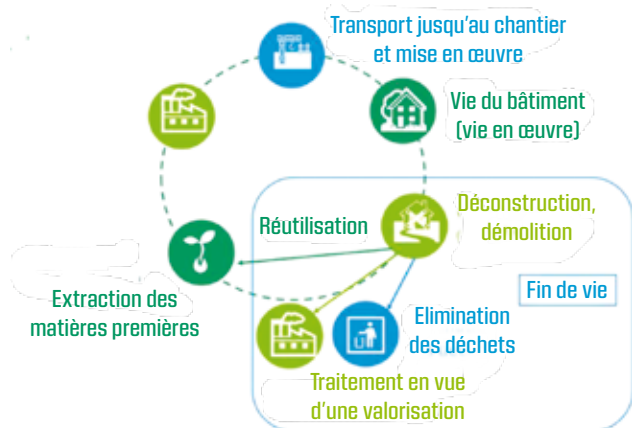 Transport jusqu'au chantier
et mise en œuvre
Vie du bâtiment
(vie en œuvre)
Réutilisation
Déconstruction,
démolition
Fin de vie
Extraction des
matières premières
Elimination
des déchets
Traitement en vue
d'une valorisation